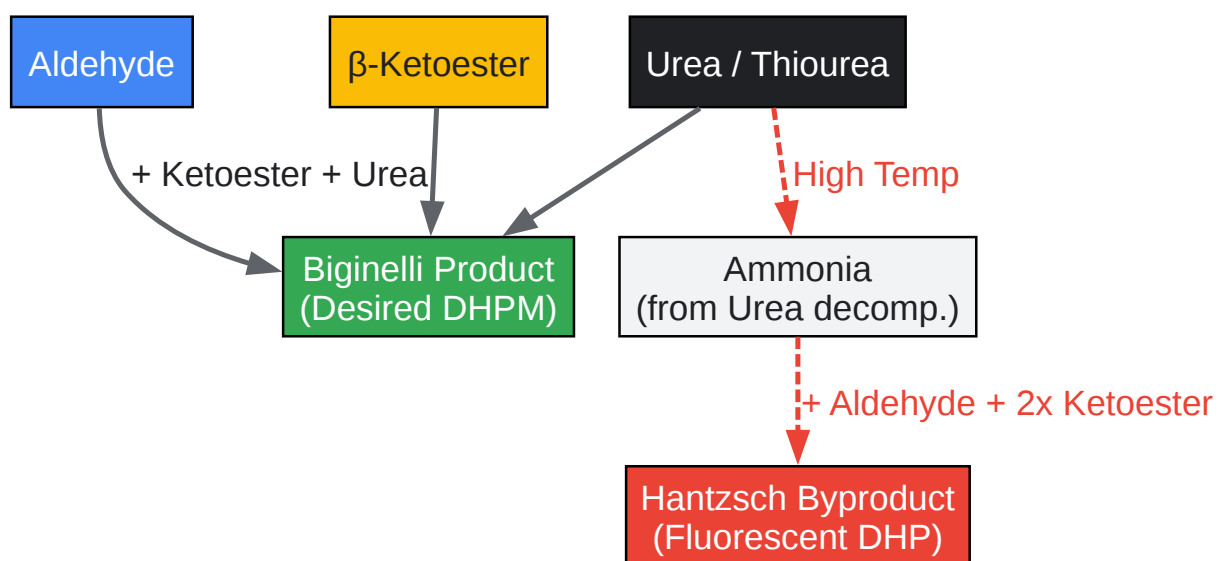 Aldehyde
β-Ketoester
Urea / Thiourea
+ Ketoester + Urea
High Temp
Biginelli Product
(Desired DHPM)
Ammonia
(from Urea decomp.)
+ Aldehyde + 2x Ketoester
Hantzsch Byproduct
(Fluorescent DHP)